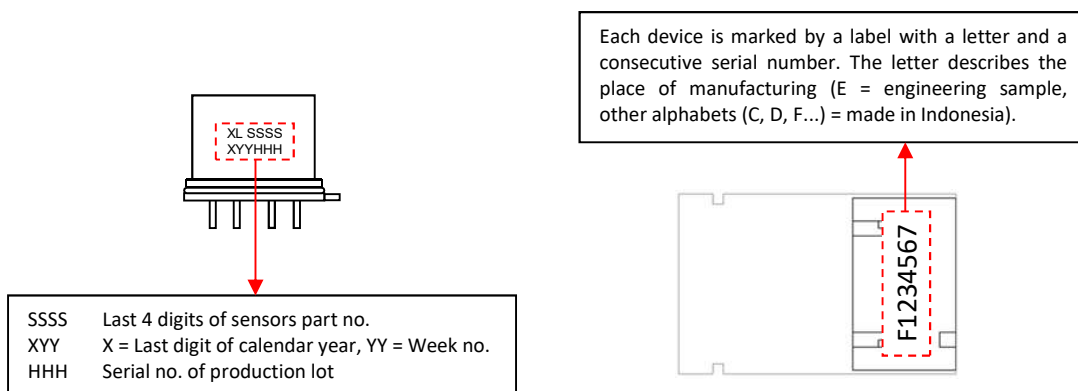 Each device is marked by a label with a letter and a
consecutive serial number. The letter describes the
place of manufacturing (E = engineering sample,
other alphabets (C, D, F...) = made in Indonesia).
XL SSSS
XYYHHH
F1234567
SSSS Last 4 digits of sensors part no.
XYY X = Last digit of calendar year, YY = Week no.
HHH Serial no. of production lot